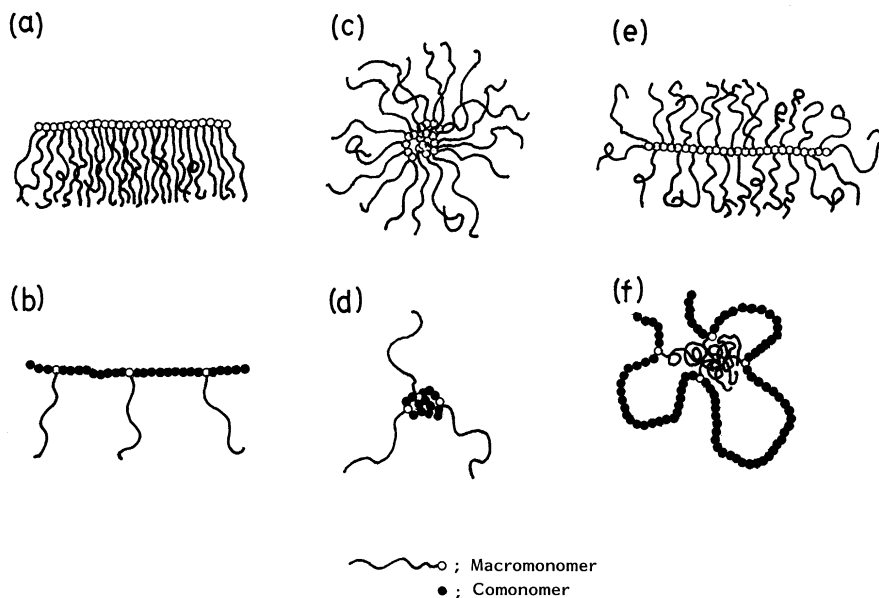 (a)
(c)
(e)
(b)
(d)
(f)
; Macromonomer
; Comonomer